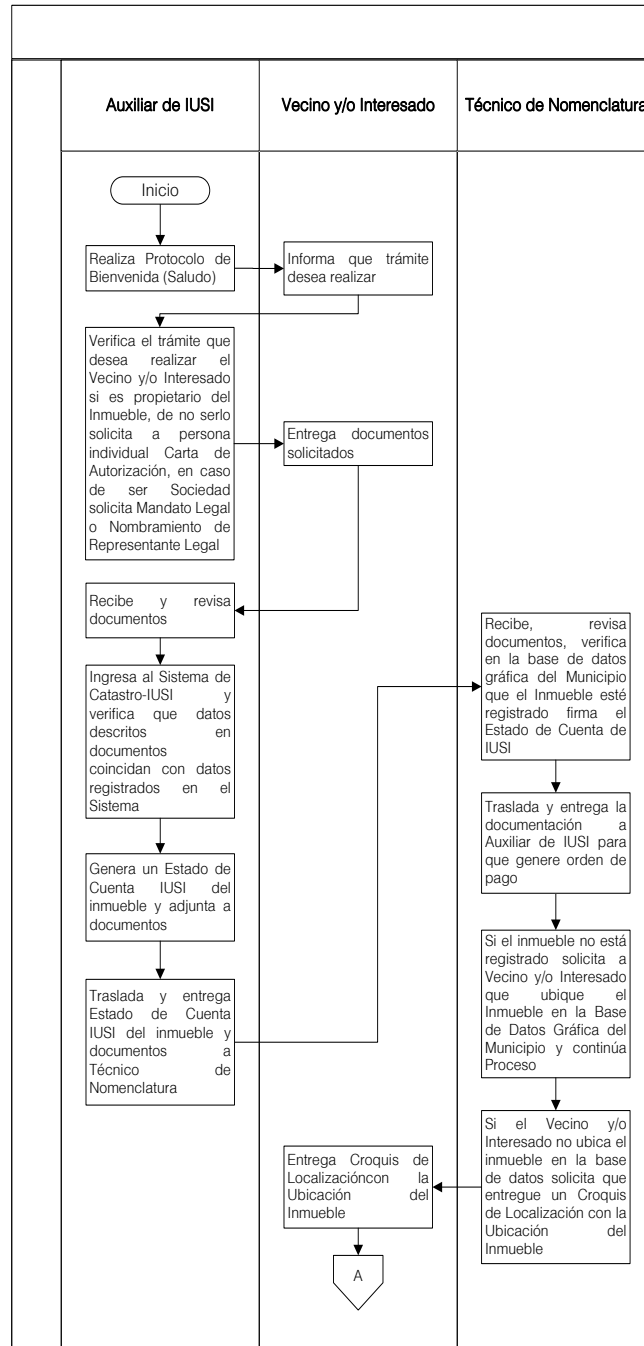 Auxiliar de IUSI
Vecino y/o Interesado
Técnico de Nomenclatura
Inicio
Realiza Protocolo de
Bienvenida (Saludo)
Informa que trámite
desea realizar
Verifica el trámite que
desea realizar el
Vecino y/o Interesado
si es propietario del
Inmueble, de no serlo
solicita a persona
individual Carta de
Autorización, en caso
de ser Sociedad
solicita Mandato Legal
o Nombramiento de
Representante Legal
Entrega documentos
solicitados
Recibe y revisa
documentos
Ingresa al Sistema de
Catastro-IUSI y
verifica que datos
descritos en
documentos
coincidan con datos
registrados en el
Sistema
Genera un Estado de
Cuenta IUSI del
inmueble y adjunta a
documentos
Traslada y entrega
Estado de Cuenta
IUSI del inmueble y
documentos a
Técnico de
Nomenclatura
Recibe, revisa
documentos, verifica
en la base de datos
gráfica del Municipio
que el Inmueble esté
registrado firma el
Estado de Cuenta de
IUSI
Traslada y entrega la
documentación a
Auxiliar de IUSI para
que genere orden de
pago
Si el inmueble no está
registrado solicita a
Vecino y/o Interesado
que ubique el
Inmueble en la Base
de Datos Gráfica del
Municipio y continúa
Proceso
Si el Vecino y/o
Interesado no ubica el
inmueble en la base
de datos solicita que
entregue un Croquis
de Localización con la
Ubicación del
Inmueble
Entrega Croquis de
Localizacióncon la
Ubicación del
Inmueble
A